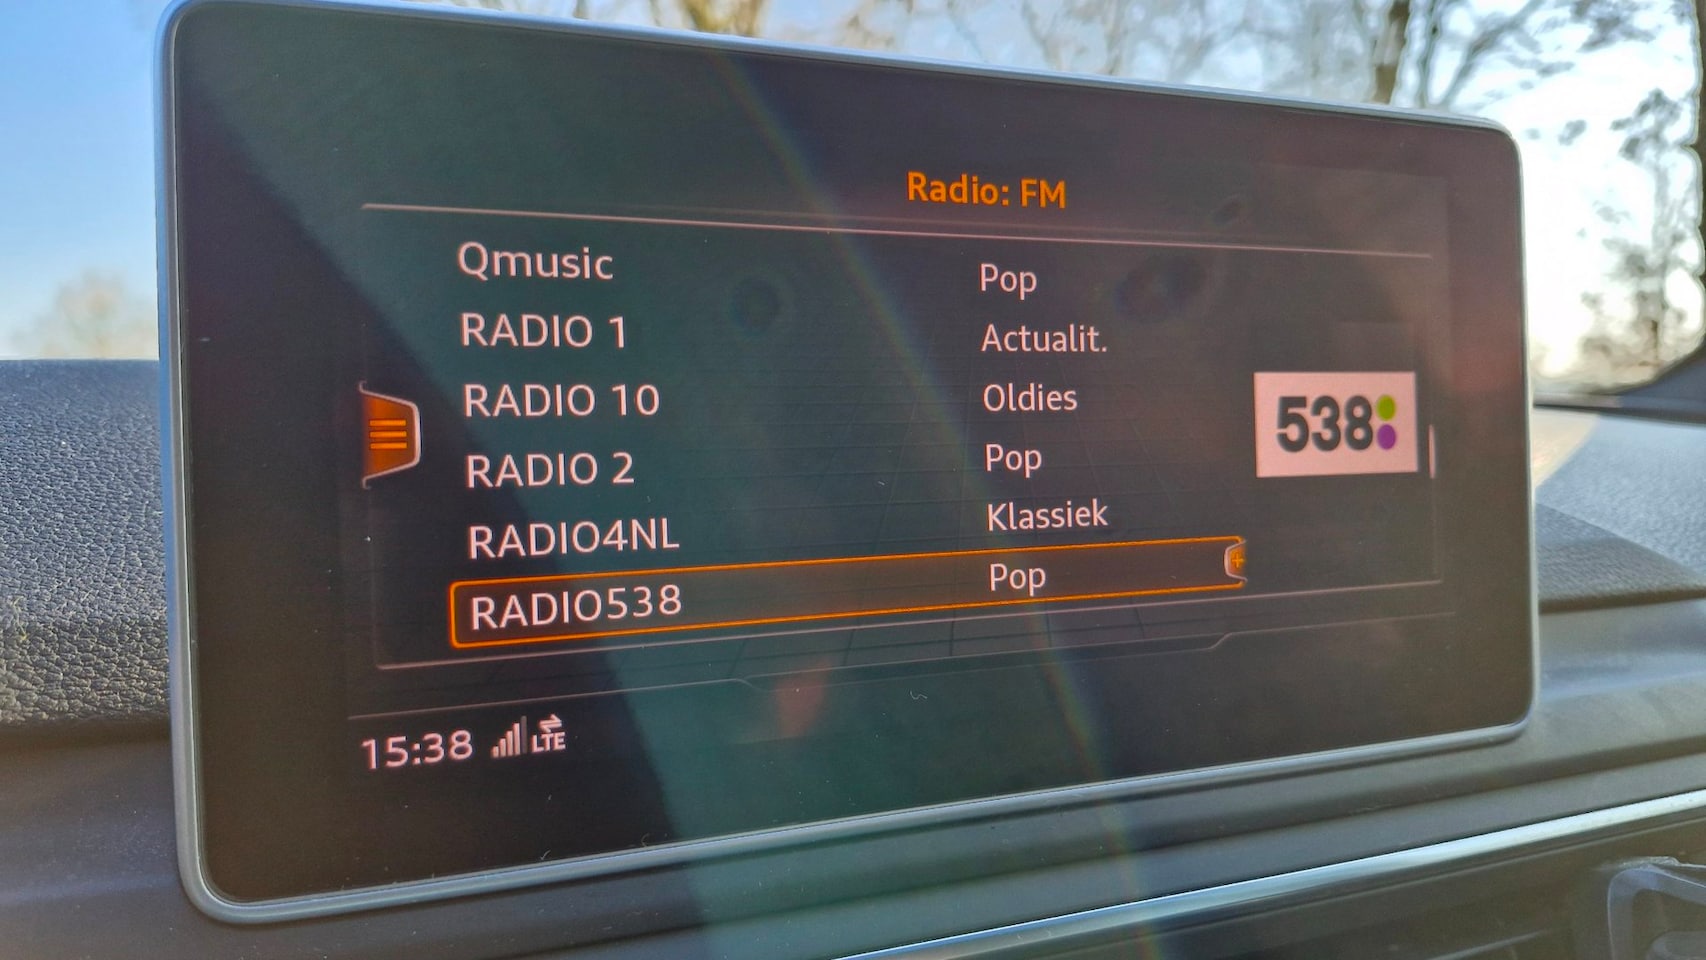 Radio: FM
Qmusic Pop
RADIO 1 Actualit.
RADIO 10 Oldies
RADIO 2 Pop
RADIO4NL Klassiek
RADIO538 Pop
538
15:38 LTE